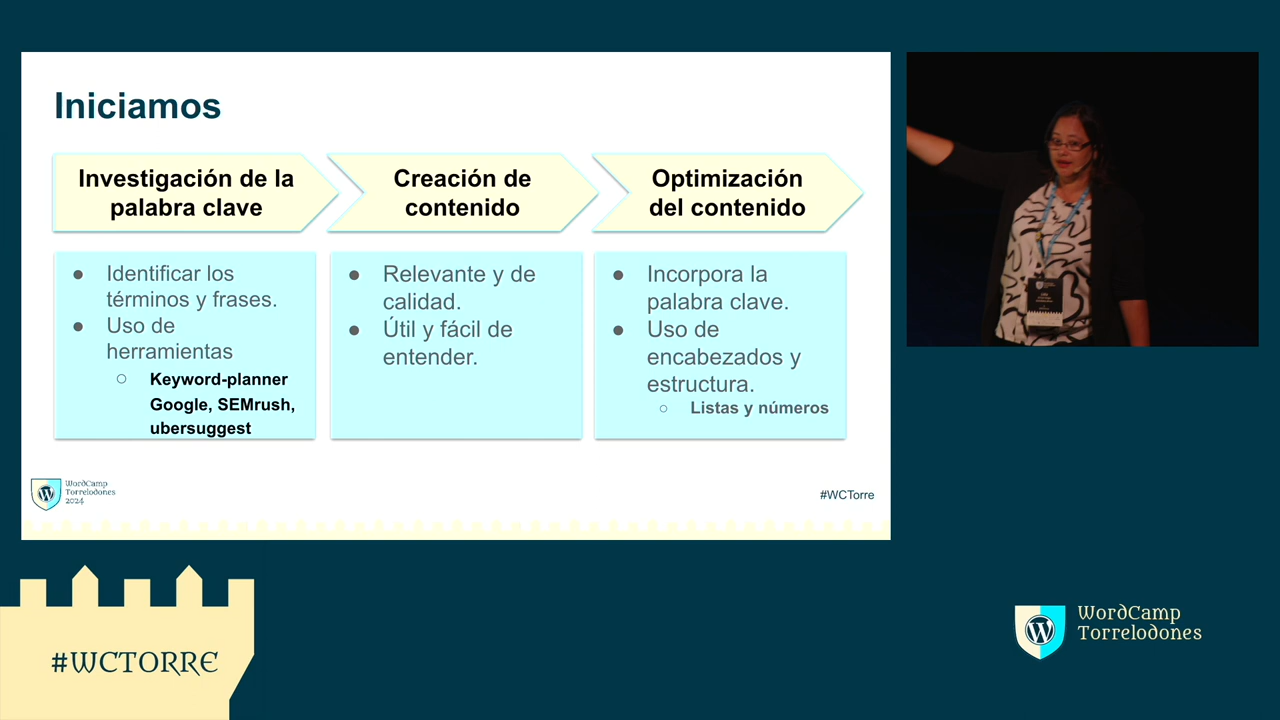 Iniciamos
Investigación de la
palabra clave
Creación de
contenido
Optimización
del contenido
● Identificar los
términos y frases.
● Uso de
herramientas
○ Keyword-planner
Google, SEMrush,
ubersuggest
● Relevante y de
calidad.
● Útil y fácil de
entender.
● Incorpora la
palabra clave.
● Uso de
encabezados y
estructura.
○ Listas y números
WordCamp
Torrelodones
2024
#WCTorre
#WCTORRE
WordCamp
Torrelodones